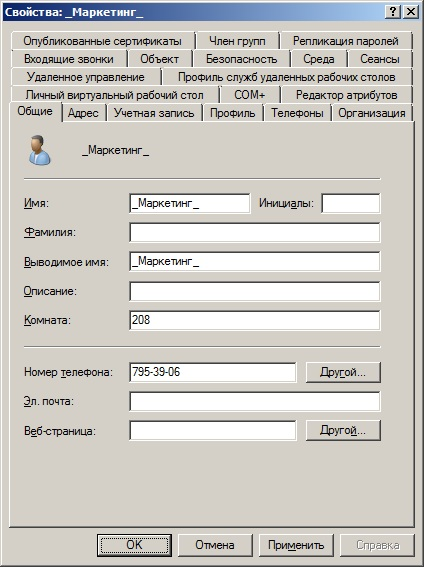 Свойства: _Маркетинг_
Опубликованные сертификаты Член групп Репликация паролей
Входящие звонки Объект Безопасность Среда Сеансы
Удаленное управление Профиль служб удаленных рабочих столов
Личный виртуальный рабочий стол COM+ Редактор атрибутов
Общие Адрес Учетная запись Профиль Телефоны Организация
_Маркетинг_
Имя: _Маркетинг_ Инициалы:
Фамилия:
Выводимое имя: _Маркетинг_
Описание:
Комната: 208
Номер телефона: 795-39-06 Другой...
Эл. почта:
Веб-страница: Другой...
OK Отмена Применить Справка